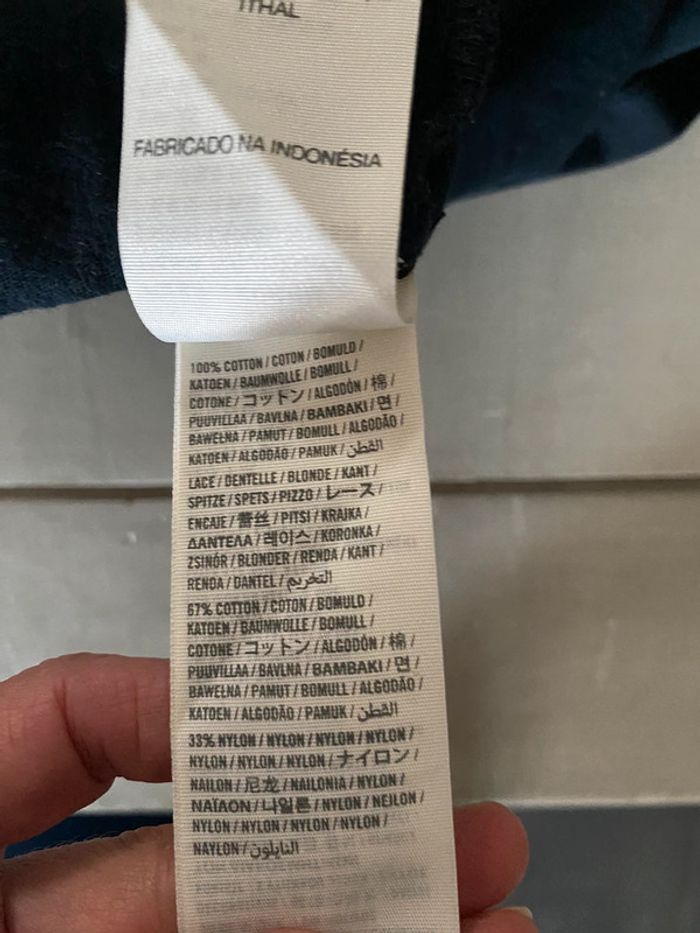 ITHAL
FABRICADO NA INDONÉSIA
100% COTTON / COTON / BOMULD /
KATOEN / BAUMWOLLE / BOMULL /
COTONE / コットン / ALGODÓN / 棉 /
PUUVILLAA / BAVLNA / BAMBAKI / 면 /
BAWEŁNA / PAMUT / BOMULL / ALGODÃO /
KATOEN / ALGODÃO / PAMUK / القطن
LACE / DENTELLE / BLONDE / KANT /
SPITZE / SPETS / PIZZO / レース /
ENCAJE / 蕾丝 / PITSI / KRAJKA /
ΔΑΝΤΕΛΑ / 레이스 / KORONKA /
ZSINÓR / BLONDER / RENDA / KANT /
RENDA / DANTEL / التخريم
67% COTTON / COTON / BOMULD /
KATOEN / BAUMWOLLE / BOMULL /
COTONE / コットン / ALGODÓN / 棉 /
PUUVILLAA / BAVLNA / BAMBAKI / 면 /
BAWEŁNA / PAMUT / BOMULL / ALGODÃO /
KATOEN / ALGODÃO / PAMUK / القطن
33% NYLON / NYLON / NYLON / NYLON /
NYLON / NYLON / NYLON / ナイロン /
NAILON / 尼龙 / NAILONIA / NYLON /
ΝΑΪΛΟΝ / 나일론 / NYLON / NEJLON /
NYLON / NYLON / NYLON / NYLON /
NAYLON / النايلون